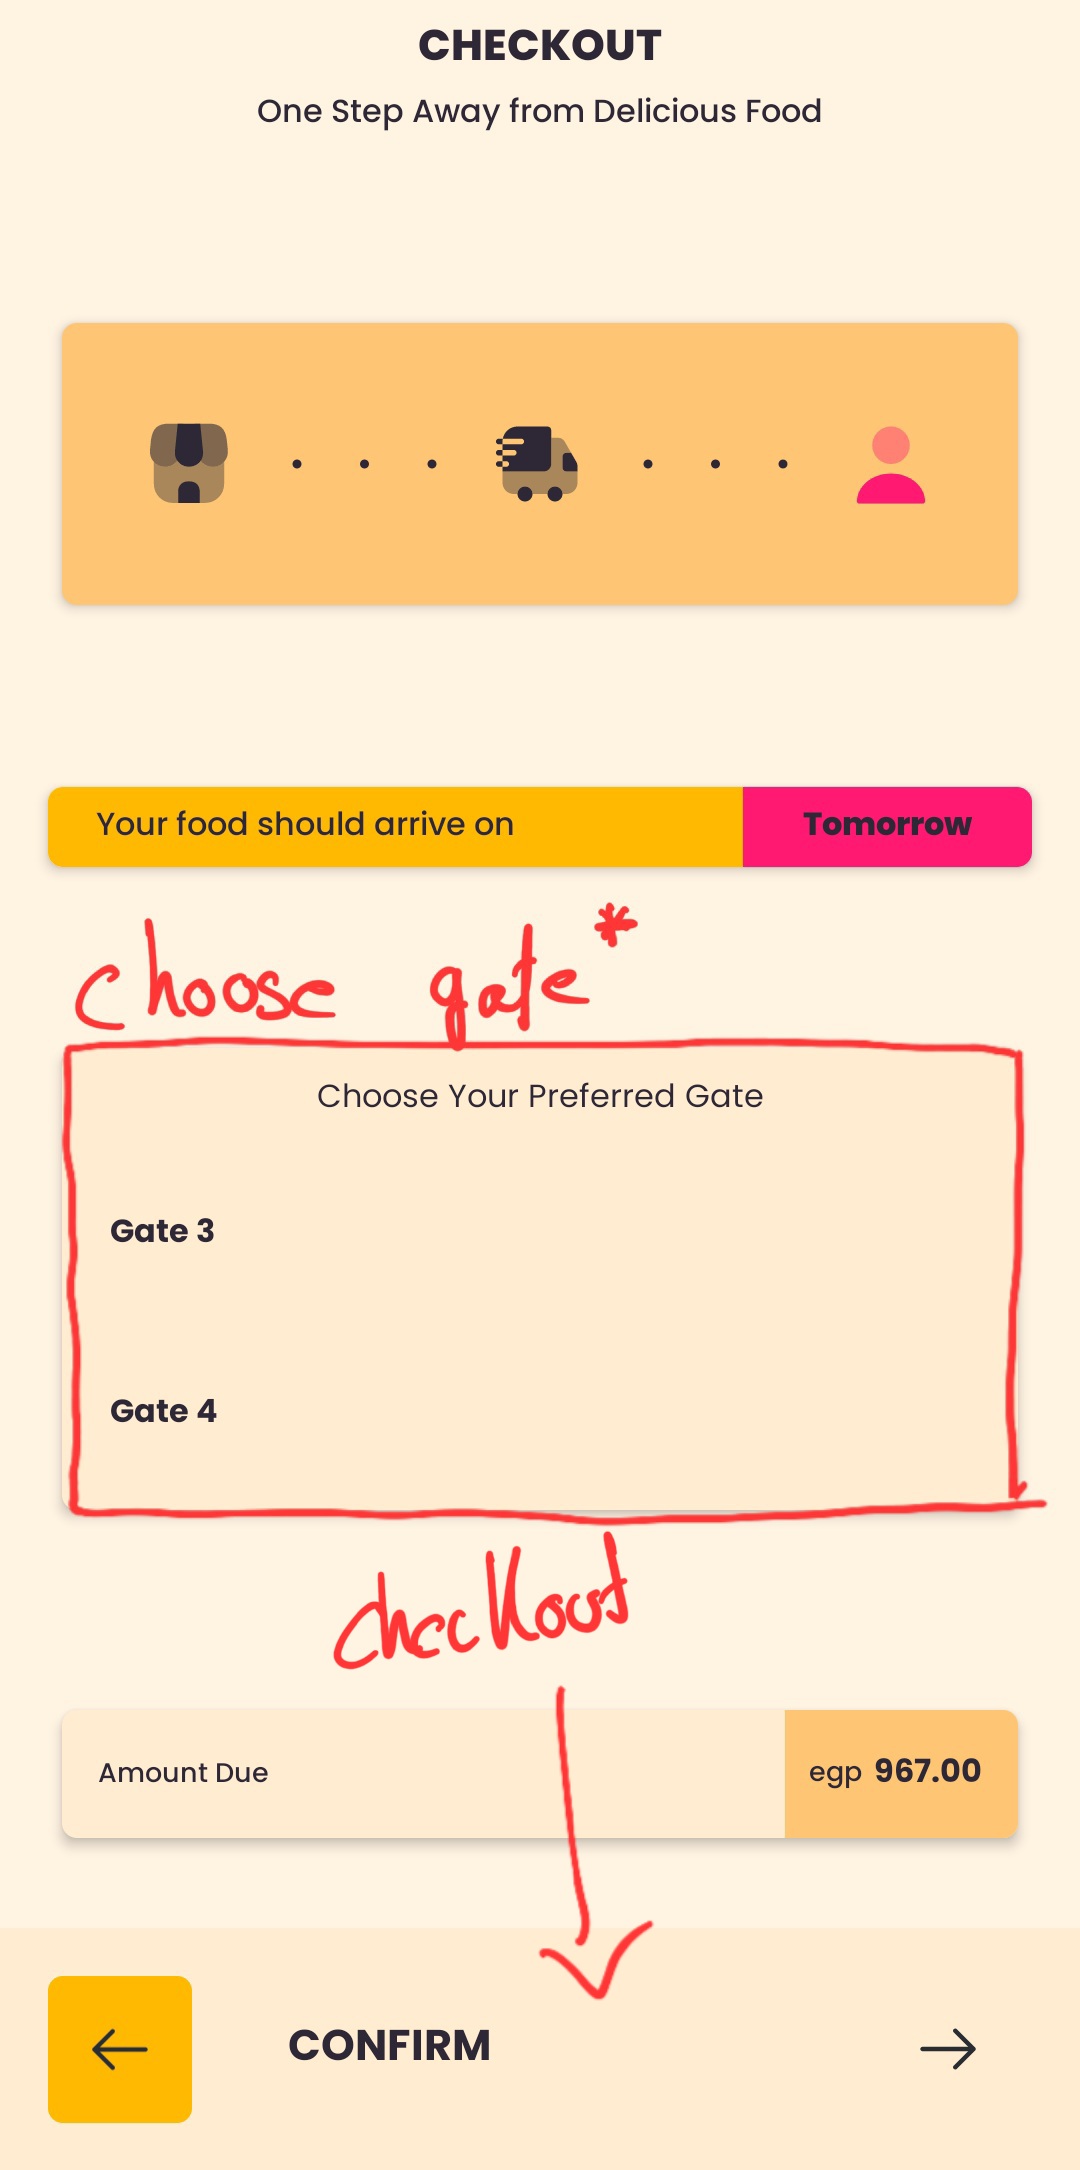 CHECKOUT
One Step Away from Delicious Food
Your food should arrive on Tomorrow
choose gate*
Choose Your Preferred Gate
Gate 3
Gate 4
checkout
Amount Due egp 967.00
CONFIRM